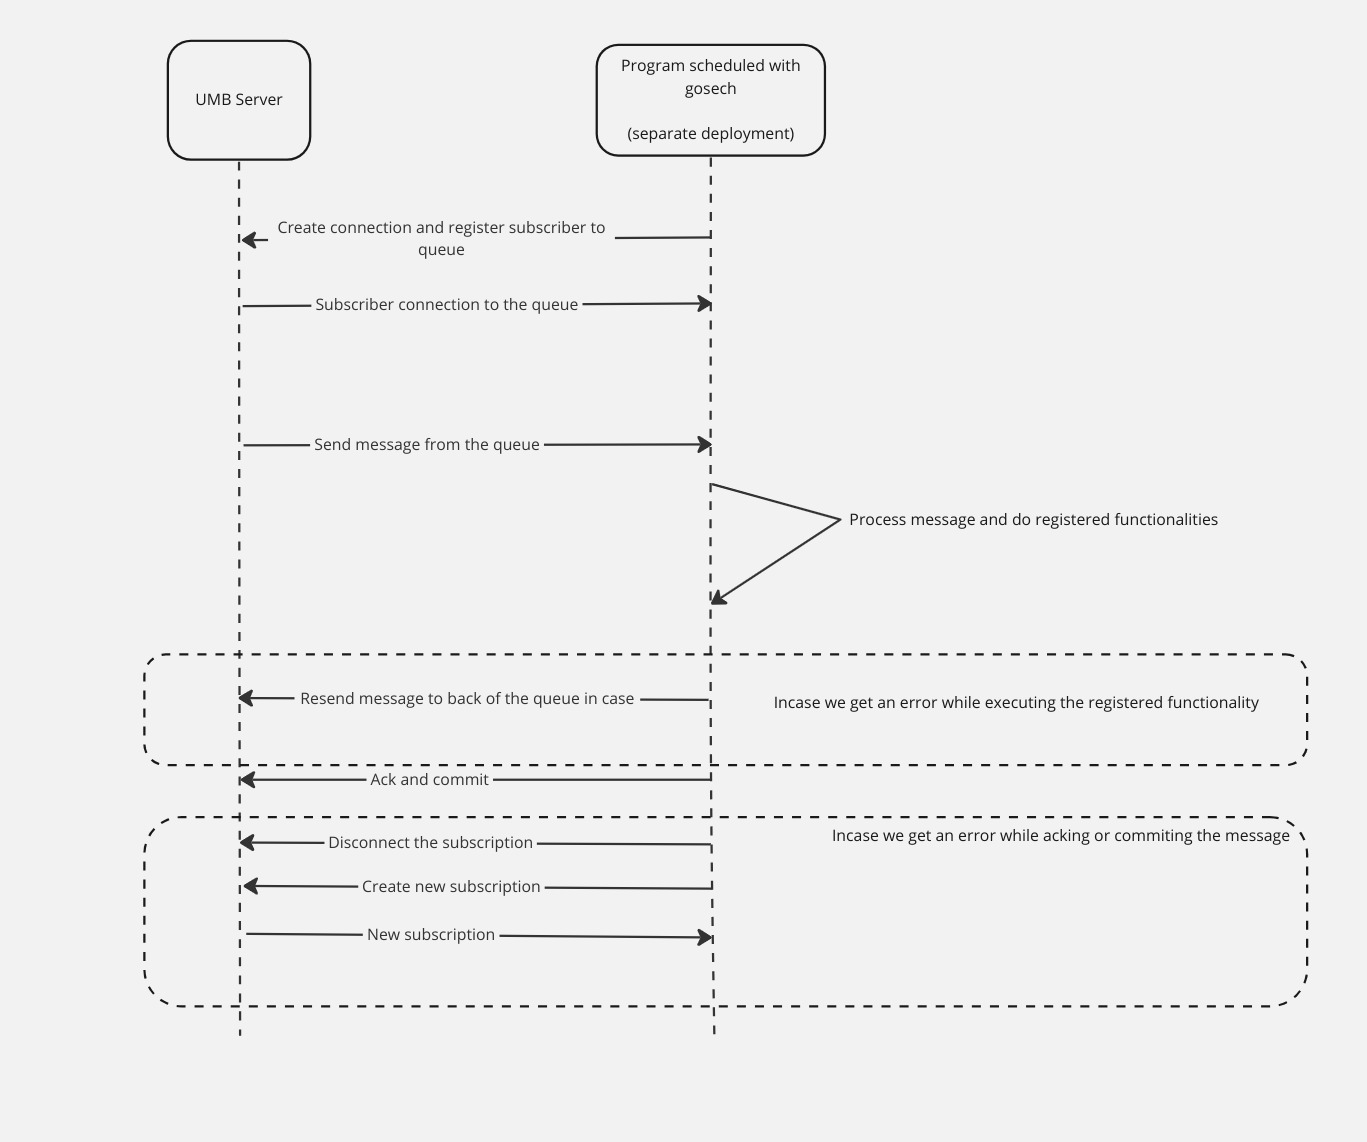 UMB Server
Program scheduled with
gosech
(separate deployment)
Create connection and register subscriber to
queue
Subscriber connection to the queue
Send message from the queue
Process message and do registered functionalities
Resend message to back of the queue in case
Incase we get an error while executing the registered functionality
Ack and commit
Incase we get an error while acking or commiting the message
Disconnect the subscription
Create new subscription
New subscription